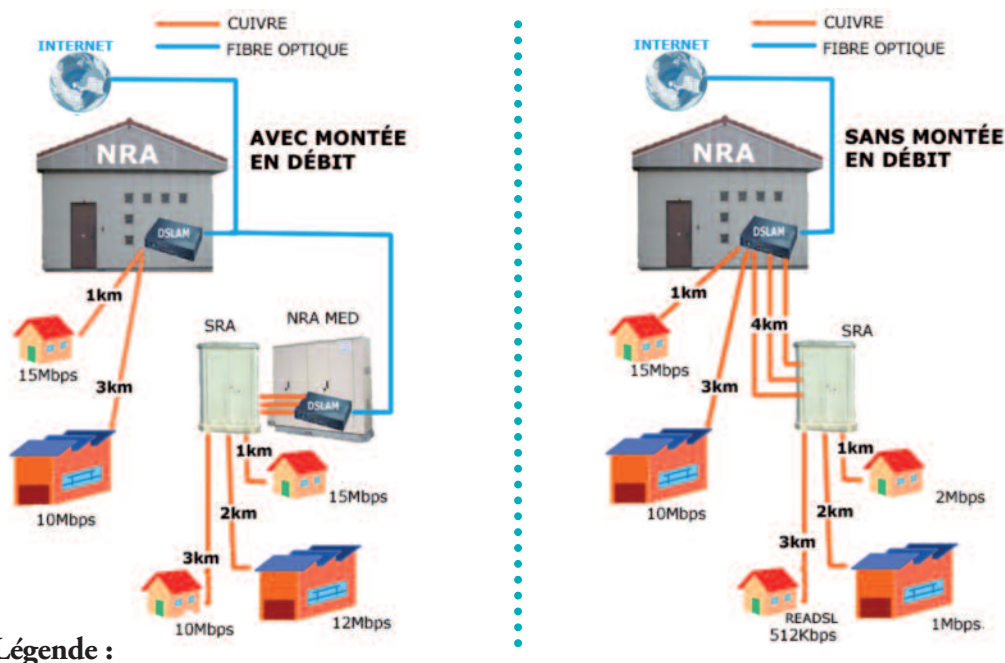 CUIVRE
FIBRE OPTIQUE
INTERNET
AVEC MONTÉE
EN DÉBIT
NRA
DSLAM
1km
15Mbps
3km
10Mbps
SRA
NRA MED
DSLAM
1km
15Mbps
2km
12Mbps
3km
10Mbps
CUIVRE
FIBRE OPTIQUE
INTERNET
SANS MONTÉE
EN DÉBIT
NRA
DSLAM
1km
15Mbps
4km
SRA
3km
10Mbps
1km
2Mbps
2km
1Mbps
3km
READSL
512Kbps
Légende :